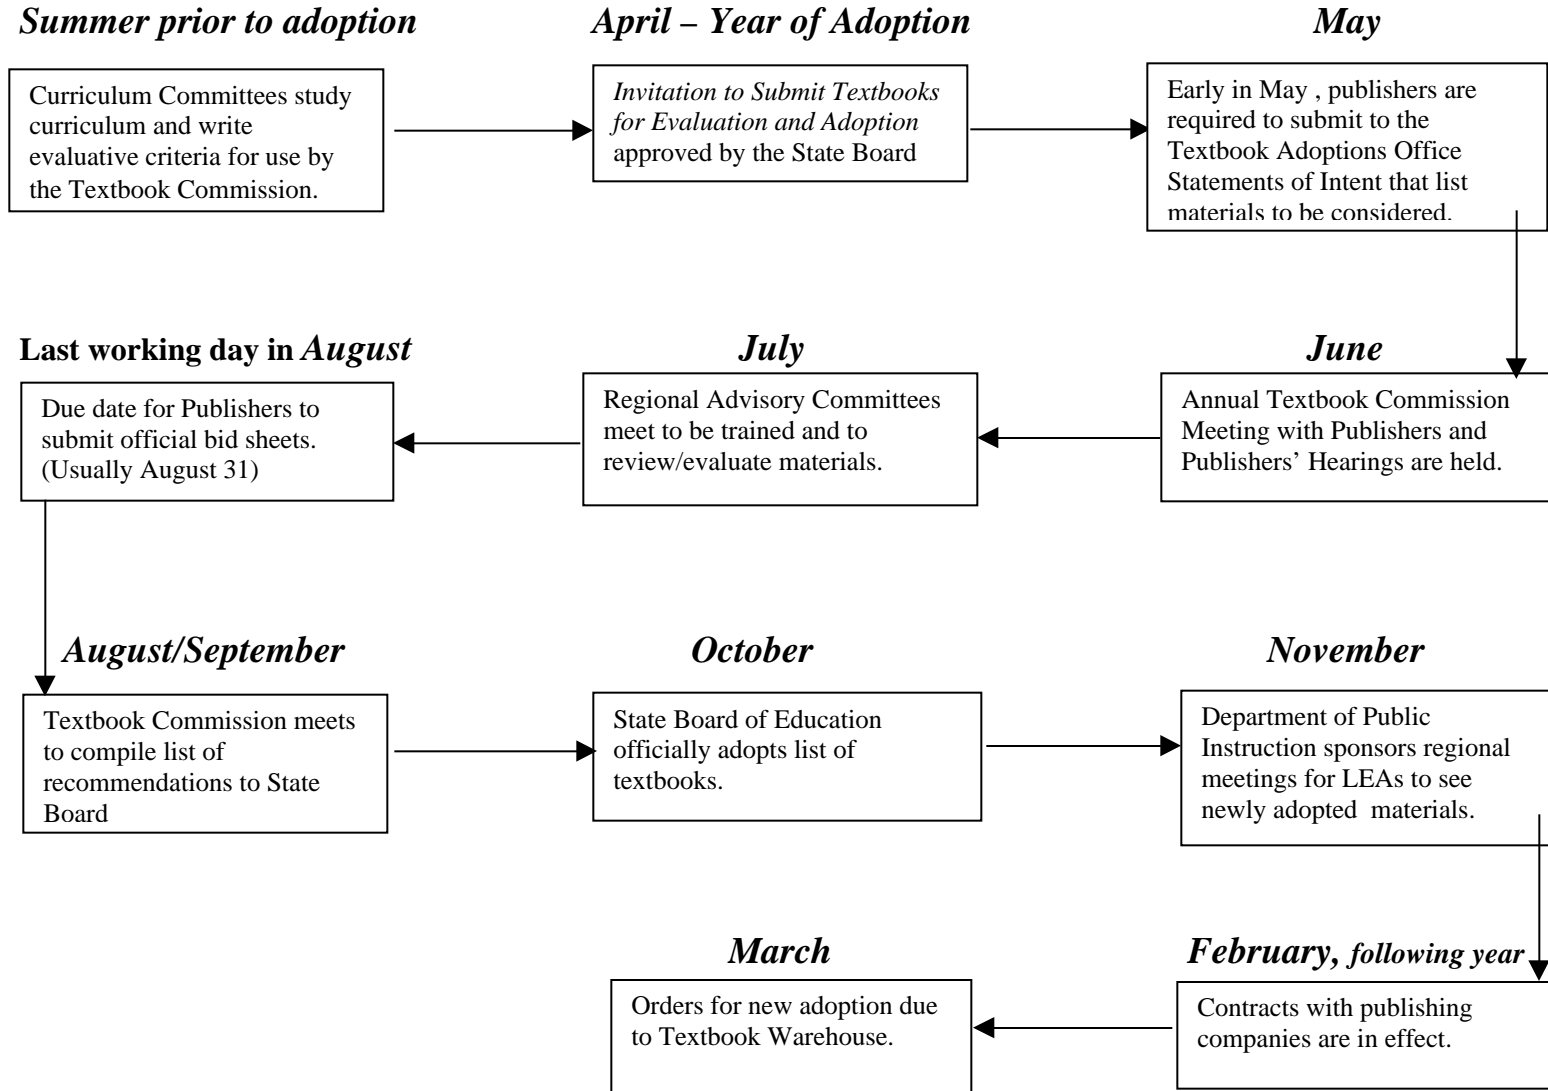 Summer prior to adoption
April – Year of Adoption
May
Curriculum Committees study
curriculum and write
evaluative criteria for use by
the Textbook Commission.
Invitation to Submit Textbooks
for Evaluation and Adoption
approved by the State Board
Early in May , publishers are
required to submit to the
Textbook Adoptions Office
Statements of Intent that list
materials to be considered.
Last working day in August
July
June
Due date for Publishers to
submit official bid sheets.
(Usually August 31)
Regional Advisory Committees
meet to be trained and to
review/evaluate materials.
Annual Textbook Commission
Meeting with Publishers and
Publishers’ Hearings are held.
August/September
October
November
Textbook Commission meets
to compile list of
recommendations to State
Board
State Board of Education
officially adopts list of
textbooks.
Department of Public
Instruction sponsors regional
meetings for LEAs to see
newly adopted  materials.
March
February, following year
Orders for new adoption due
to Textbook Warehouse.
Contracts with publishing
companies are in effect.